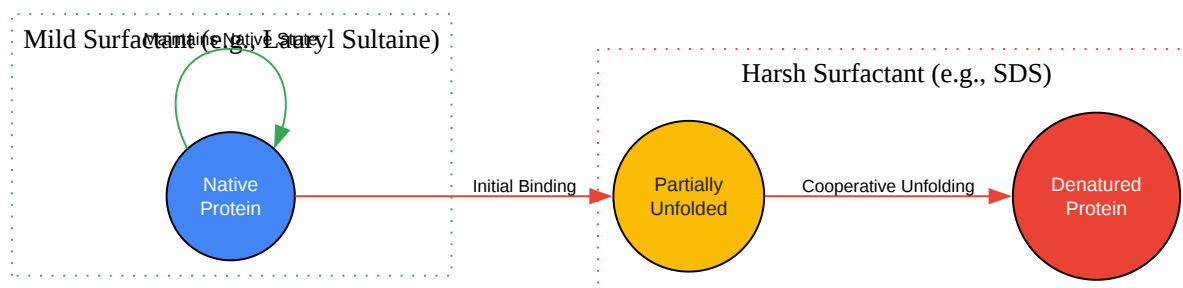 Mild Surfactant (e.g., Lauryl Sultaine)
Maintains Native State
Harsh Surfactant (e.g., SDS)
Native
Protein
Initial Binding
Partially
Unfolded
Cooperative Unfolding
Denatured
Protein